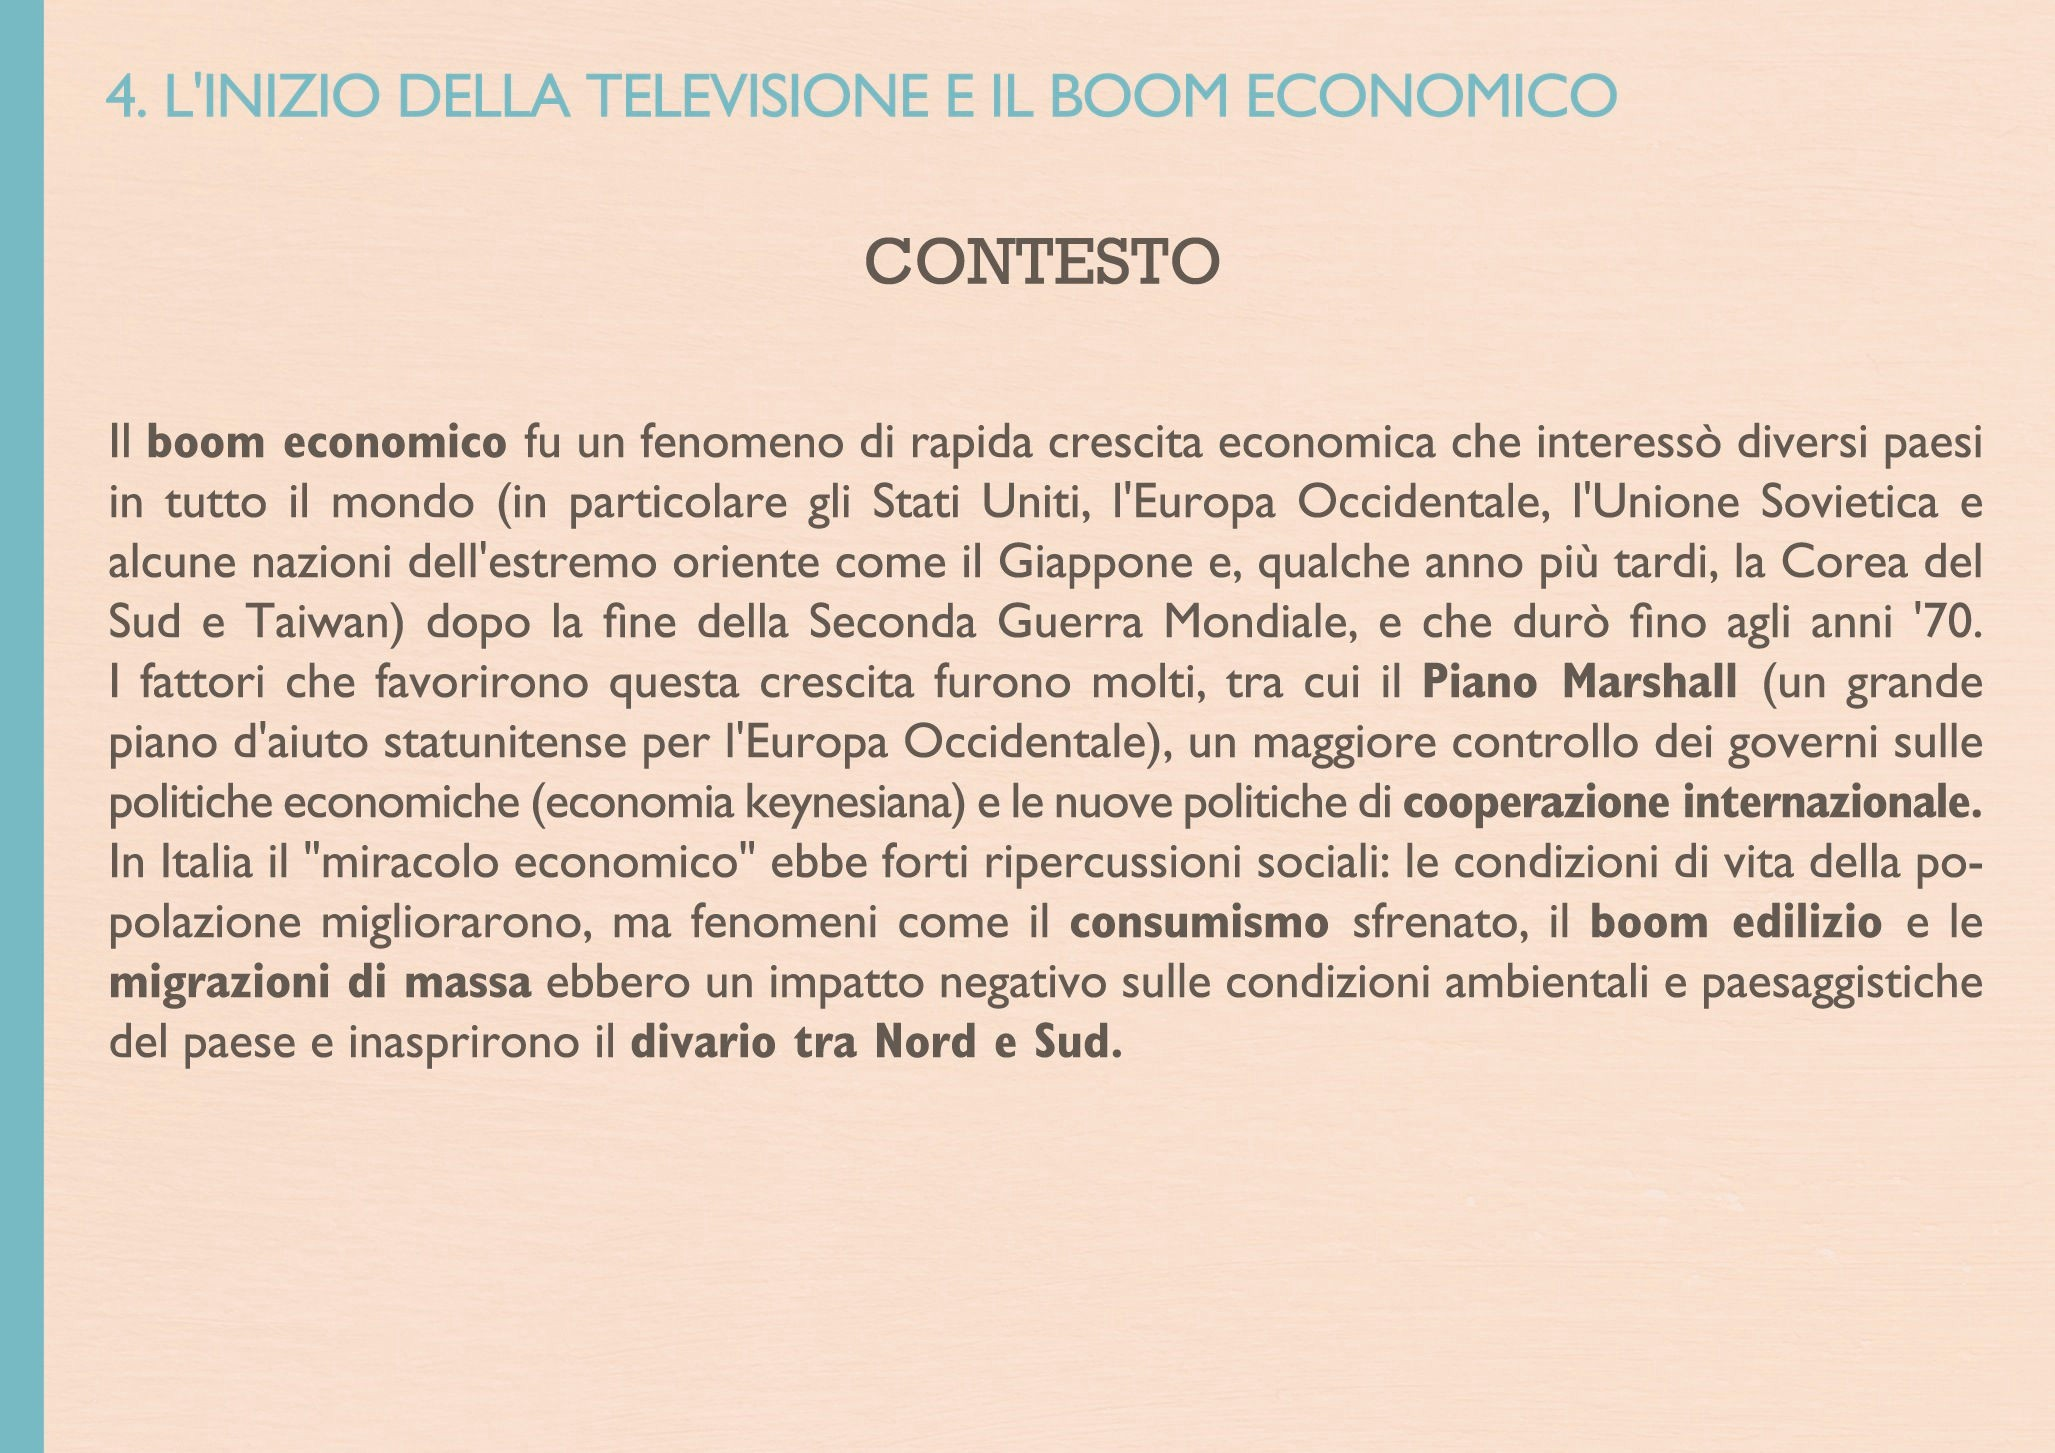 4. L'INIZIO DELLA TELEVISIONE E IL BOOM ECONOMICO
CONTESTO
Il boom economico fu un fenomeno di rapida crescita economica che interessò diversi paesi
in tutto il mondo (in particolare gli Stati Uniti, l'Europa Occidentale, l'Unione Sovietica e
alcune nazioni dell'estremo oriente come il Giappone e, qualche anno più tardi, la Corea del
Sud e Taiwan) dopo la fine della Seconda Guerra Mondiale, e che durò fino agli anni '70.
I fattori che favorirono questa crescita furono molti, tra cui il Piano Marshall (un grande
piano d'aiuto statunitense per l'Europa Occidentale), un maggiore controllo dei governi sulle
politiche economiche (economia keynesiana) e le nuove politiche di cooperazione internazionale.
In Italia il "miracolo economico" ebbe forti ripercussioni sociali: le condizioni di vita della po-
polazione migliorarono, ma fenomeni come il consumismo sfrenato, il boom edilizio e le
migrazioni di massa ebbero un impatto negativo sulle condizioni ambientali e paesaggistiche
del paese e inasprirono il divario tra Nord e Sud.